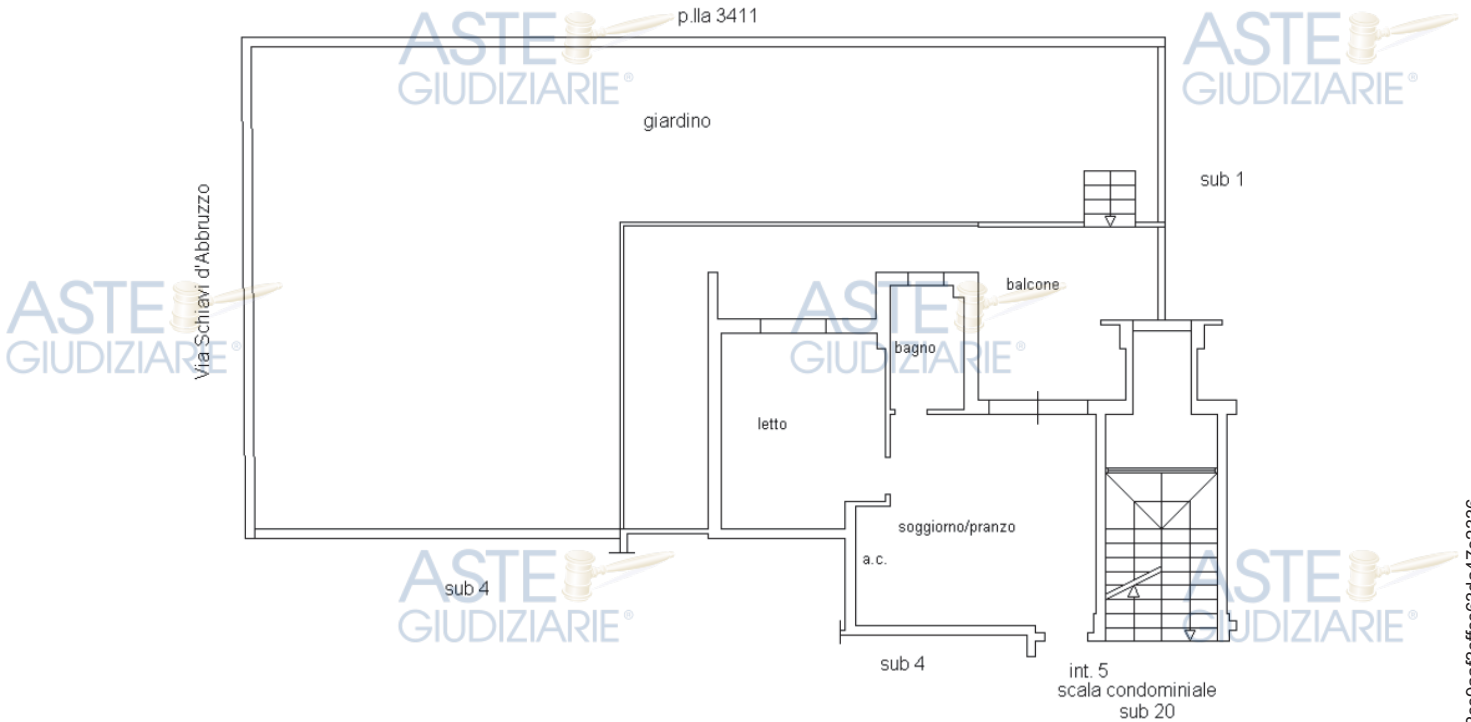 p.lla 3411
ASTE
GIUDIZIARIE®
ASTE
GIUDIZIARIE®
giardino
sub 1
Via Schiavi d'Abbruzzo
ASTE
GIUDIZIARIE®
balcone
ASTE
GIUDIZIARIE®
bagno
letto
soggiorno/pranzo
a.c.
ASTE
GIUDIZIARIE®
sub 4
ASTE
GIUDIZIARIE®
sub 4
int. 5
scala condominiale
sub 20